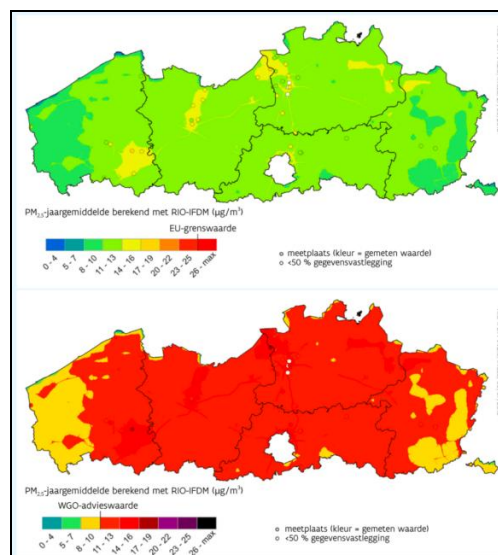 PM2,5-jaargemiddelde berekend met RIO-IFDM (µg/m³)
EU-grenswaarde
0 - 4
5 - 7
8 - 10
11 - 13
14 - 16
17 - 19
20 - 22
23 - 25
26 - max
meetplaats (kleur = gemeten waarde)
<50 % gegevensvastlegging
PM2,5-jaargemiddelde berekend met RIO-IFDM (µg/m³)
WGO-advieswaarde
0 - 4
5 - 7
8 - 10
11 - 13
14 - 16
17 - 19
20 - 22
23 - 25
26 - max
meetplaats (kleur = gemeten waarde)
<50 % gegevensvastlegging